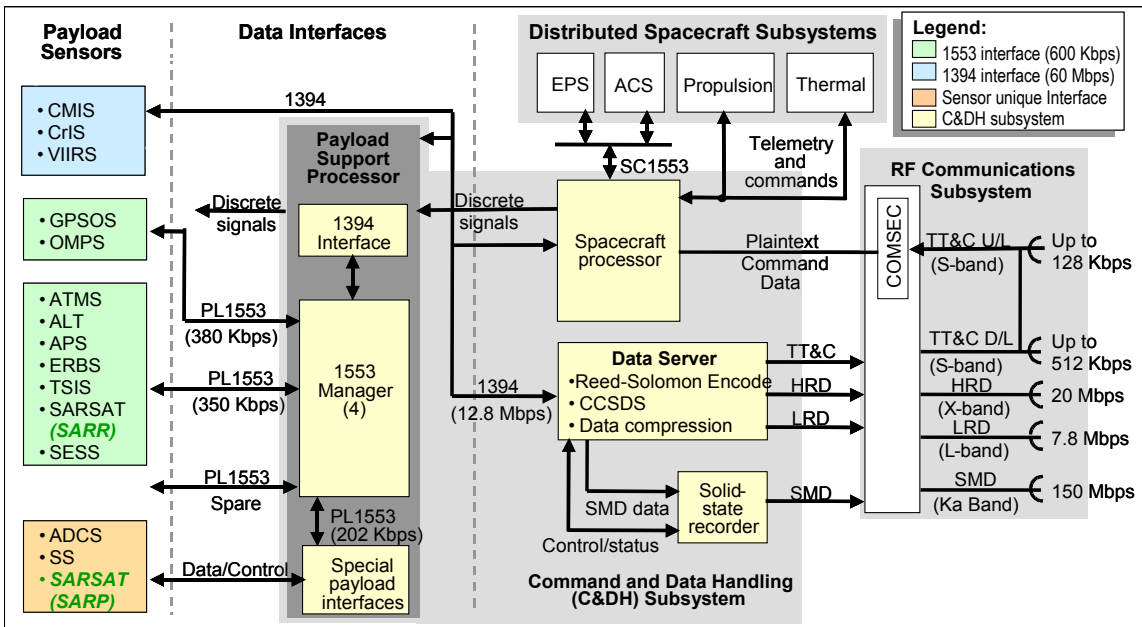 Payload
Sensors
Data Interfaces
Distributed Spacecraft Subsystems
EPS
ACS
Propulsion
Thermal
Legend:
1553 interface (600 Kbps)
1394 interface (60 Mbps)
Sensor unique Interface
C&DH subsystem
• CMIS
• CrIS
• VIIRS
1394
Payload
Support
Processor
SC1553
Telemetry
and
commands
RF Communications
Subsystem
• GPSOS
• OMPS
Discrete
signals
1394
Interface
Discrete
signals
Spacecraft
processor
Plaintext
Command
Data
COMSEC
TT&C U/L
(S-band)
Up to
128 Kbps
• ATMS
• ALT
• APS
• ERBS
• TSIS
• SARSAT
(SARR)
• SESS
PL1553
(380 Kbps)
PL1553
(350 Kbps)
1553
Manager
(4)
1394
(12.8 Mbps)
Data Server
•Reed-Solomon Encode
• CCSDS
• Data compression
TT&C
HRD
LRD
TT&C D/L
(S-band)
Up to
512 Kbps
HRD
(X-band)
20 Mbps
LRD
(L-band)
7.8 Mbps
PL1553
Spare
PL1553
(202 Kbps)
SMD data
Control/status
Solid-
state
recorder
SMD
SMD
(Ka Band)
150 Mbps
• ADCS
• SS
• SARSAT
(SARP)
Data/Control
Special
payload
interfaces
Command and Data Handling
(C&DH) Subsystem